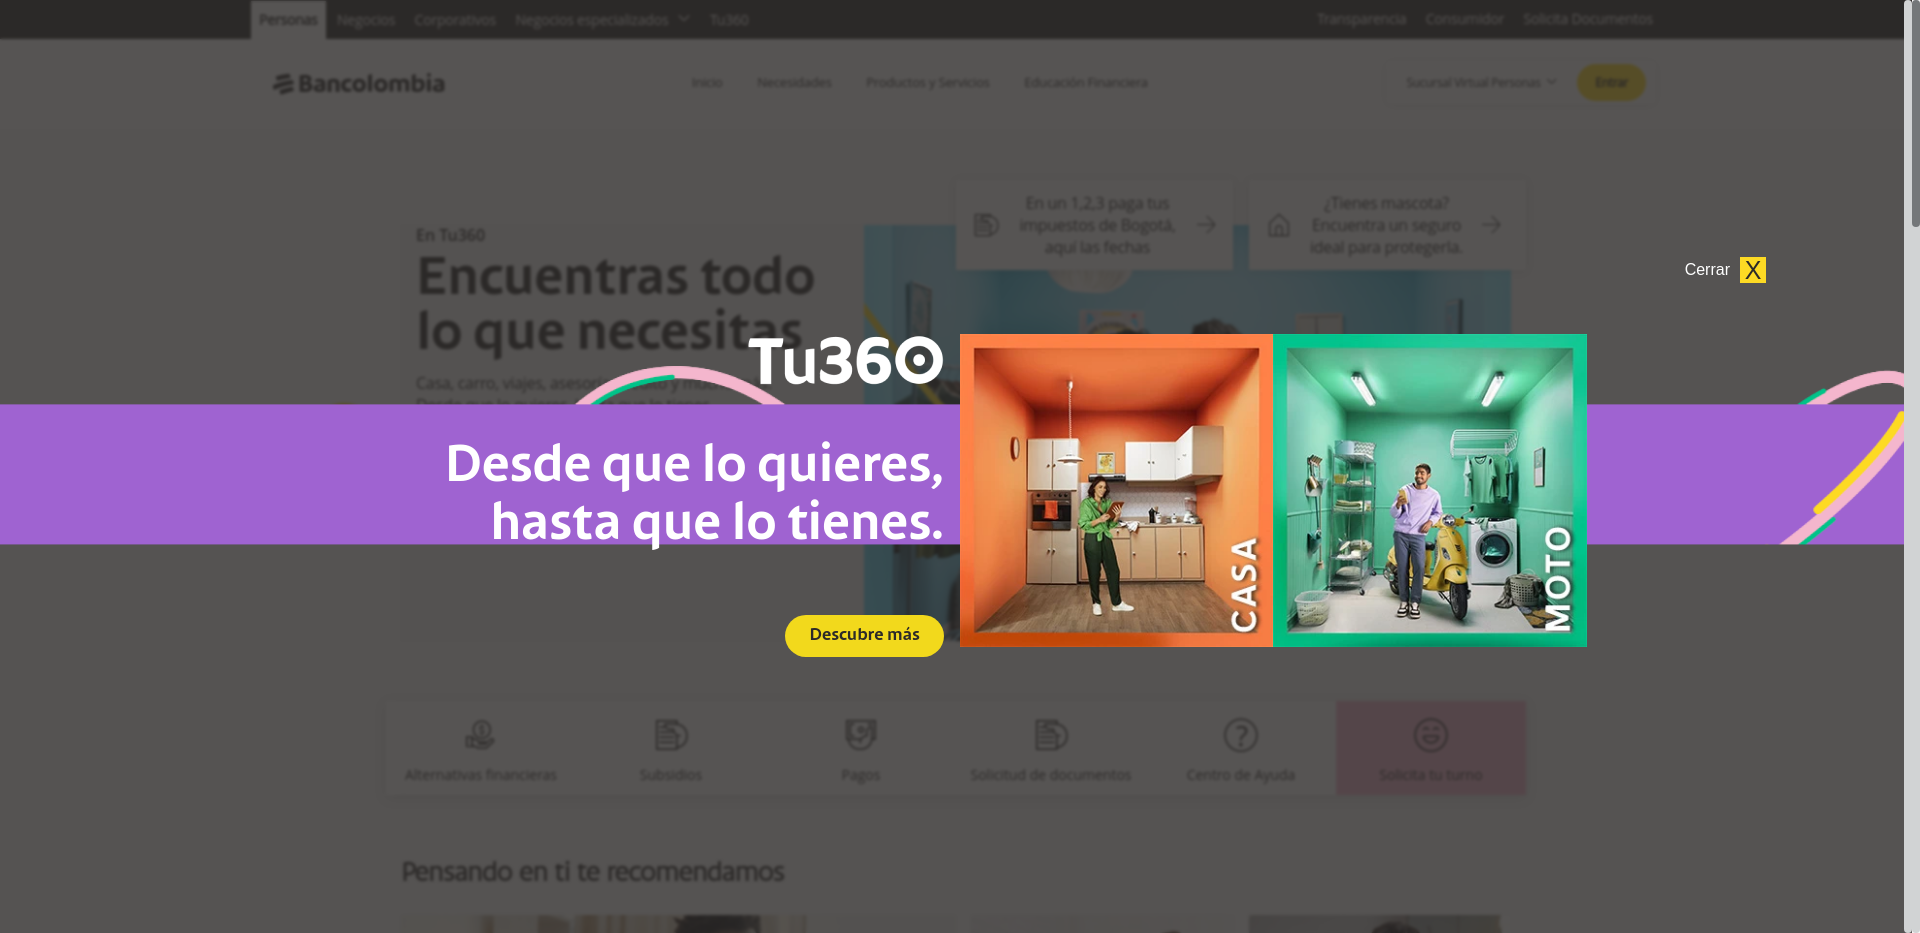 Personas Negocios Corporativos Negocios especializados Tu360 Transparencia Consumidor Solicita Documentos
Bancolombia Inicio Necesidades Productos y Servicios Educación Financiera Sucursal Virtual Personas Entrar
En un 1,2,3 paga tus
impuestos de Bogotá,
aquí las fechas
¿Tienes mascota?
Encuentra un seguro
ideal para protegerla.
En Tu360
Encuentras todo
lo que necesitas
Casa, carro, viajes,
Cerrar X
Tu360
Desde que lo quieres,
hasta que lo tienes.
Descubre más
CASA
MOTO
Alternativas financieras
Subsidios
Pagos
Solicitud de documentos
Centro de Ayuda
Solicita tu turno
Pensando en ti te recomendamos